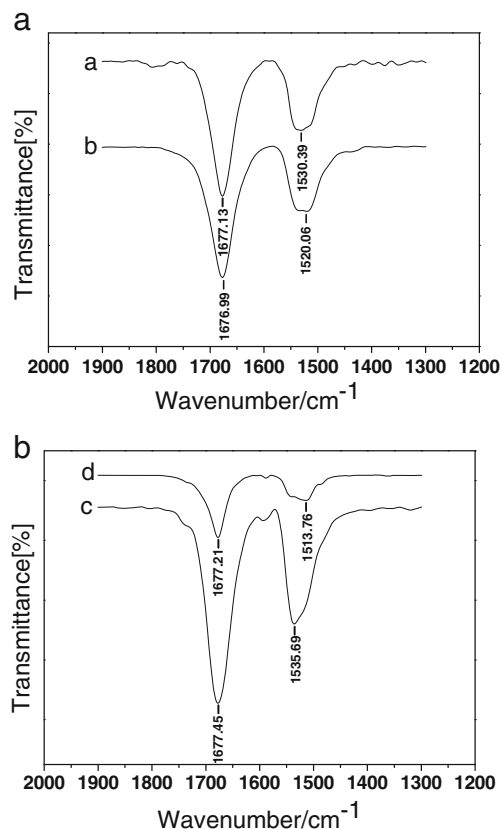 a
a
b
1677.13
1530.39
1676.99
1520.06
Transmittance[%]
2000 1900 1800 1700 1600 1500 1400 1300 1200
Wavenumber/cm-1
b
d
c
1677.21
1513.76
1535.69
1677.45
Transmittance[%]
2000 1900 1800 1700 1600 1500 1400 1300 1200
Wavenumber/cm-1